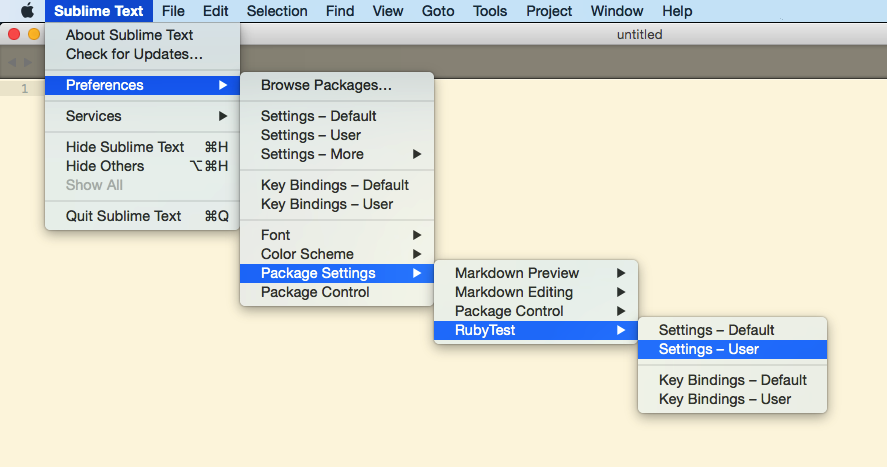 Sublime Text File Edit Selection Find View Goto Tools Project Window Help
untitled
1
About Sublime Text
Check for Updates...
Preferences
Services
Hide Sublime Text ⌘H
Hide Others ⌥⌘H
Show All
Quit Sublime Text ⌘Q
Browse Packages...
Settings – Default
Settings – User
Settings – More
Key Bindings – Default
Key Bindings – User
Font
Color Scheme
Package Settings
Package Control
Markdown Preview
Markdown Editing
Package Control
RubyTest
Settings – Default
Settings – User
Key Bindings – Default
Key Bindings – User